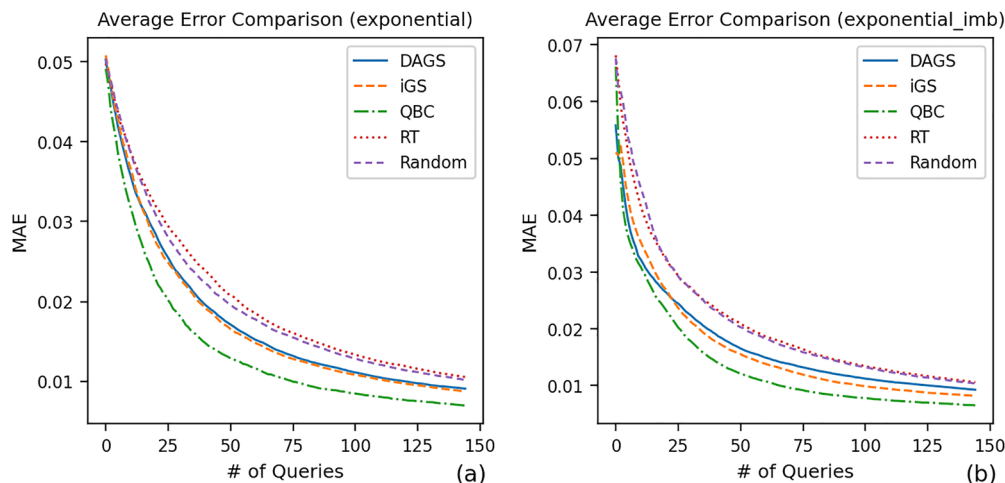 Average Error Comparison (exponential)
MAE
0.05
0.04
0.03
0.02
0.01
DAGS
iGS
QBC
RT
Random
0 25 50 75 100 125 150
# of Queries
(a)
Average Error Comparison (exponential_imb)
MAE
0.07
0.06
0.05
0.04
0.03
0.02
0.01
DAGS
iGS
QBC
RT
Random
0 25 50 75 100 125 150
# of Queries
(b)